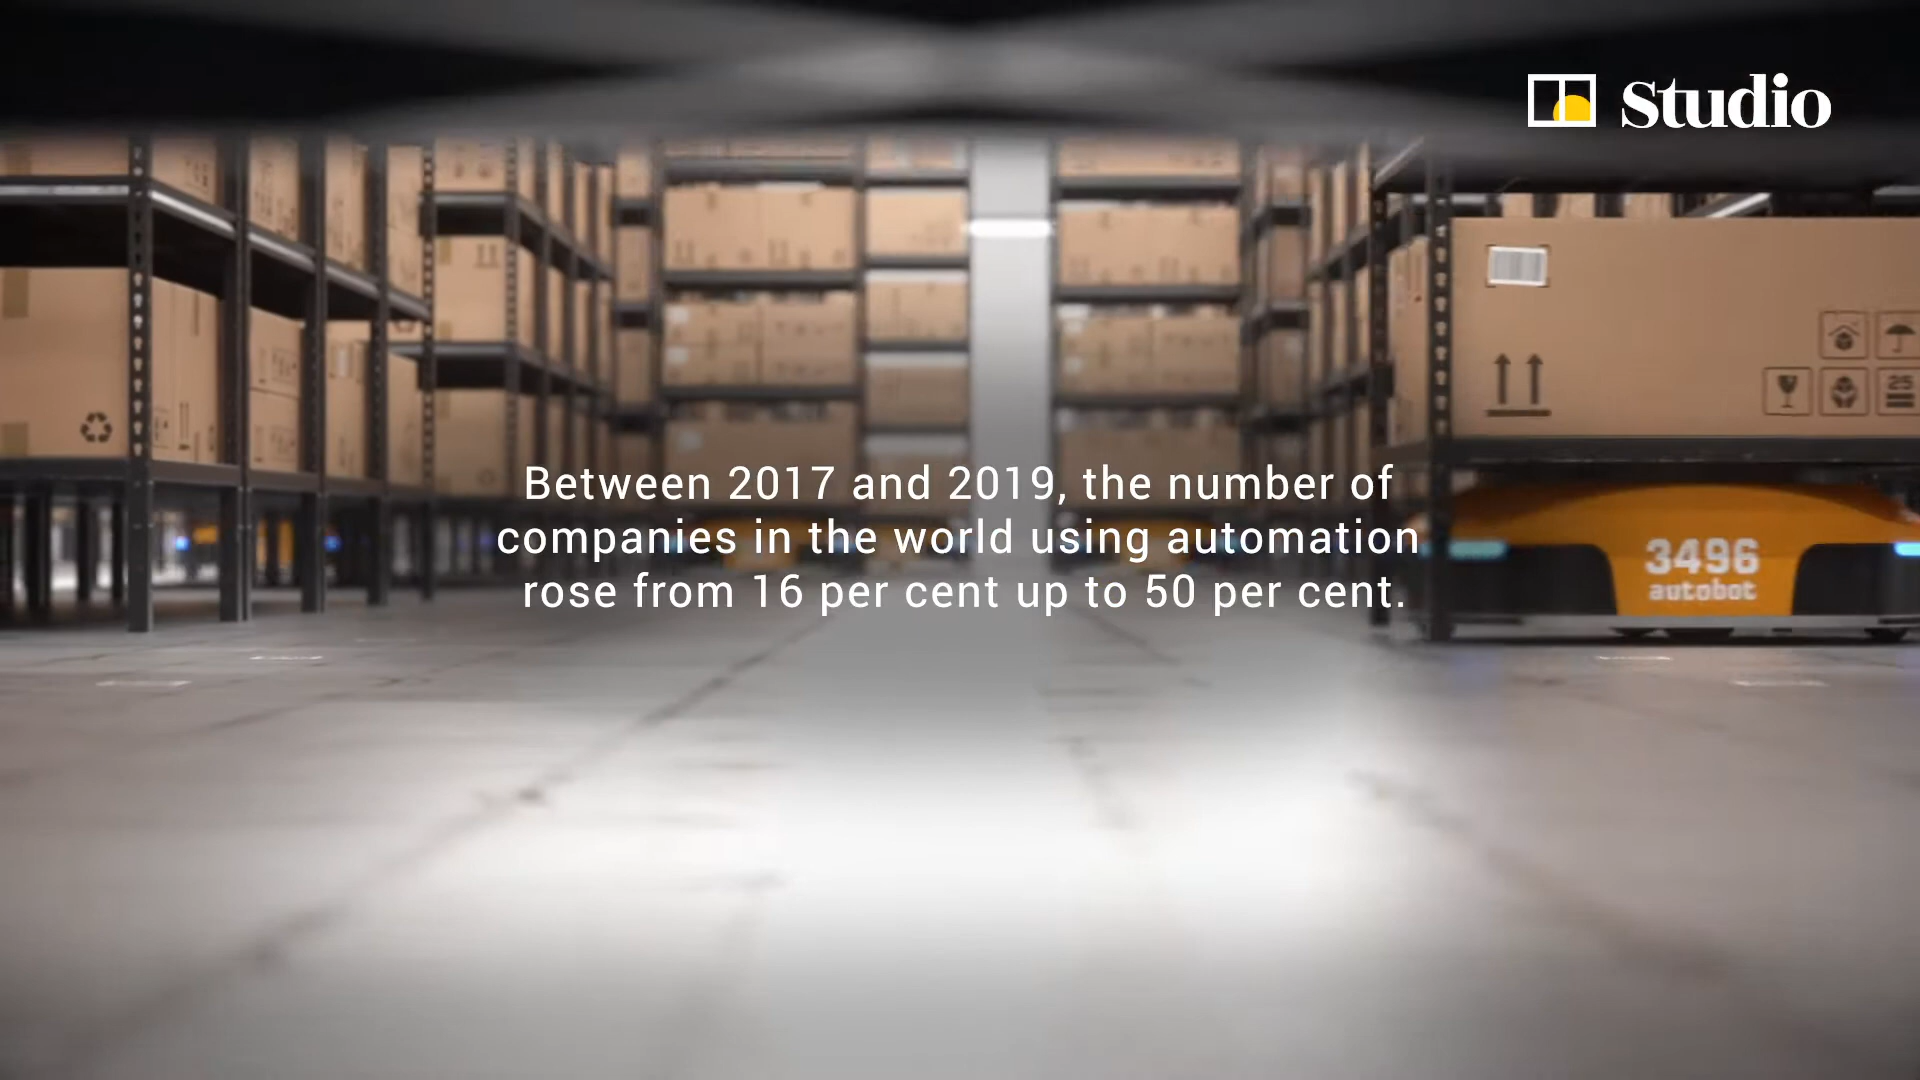 Studio
25
Between 2017 and 2019, the number of
companies in the world using automation
rose from 16 per cent up to 50 per cent.
3496
autobot